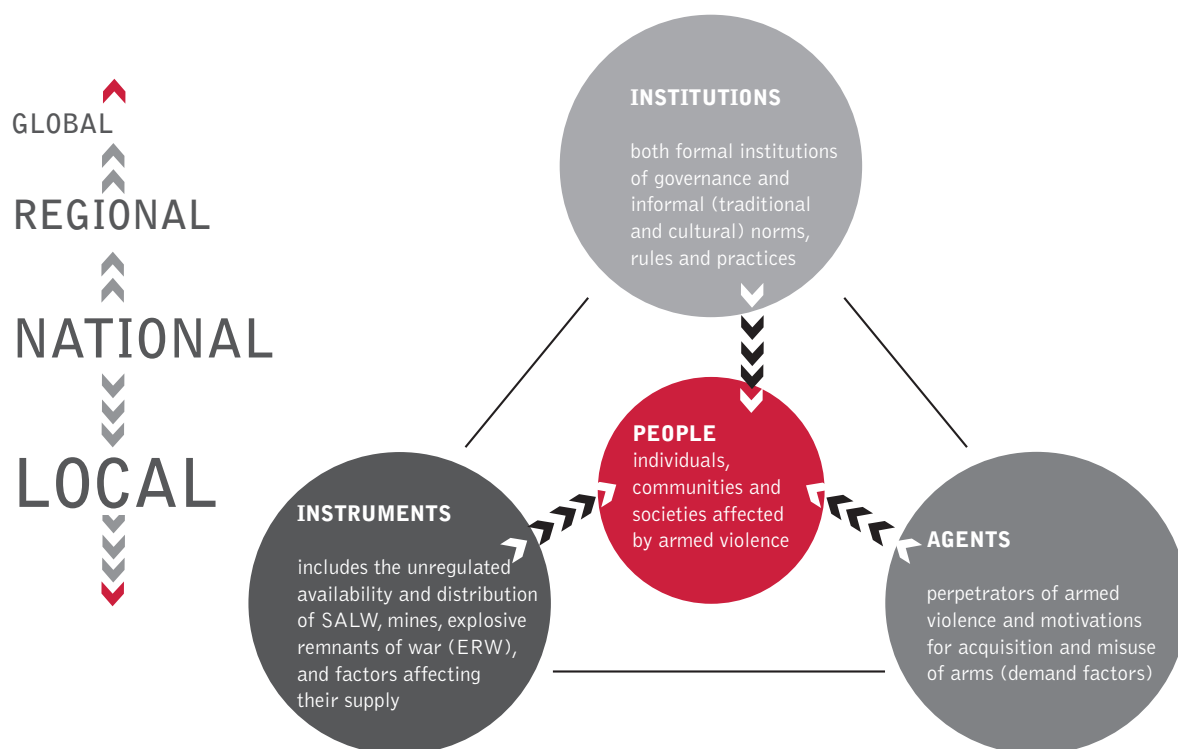 GLOBAL
REGIONAL
NATIONAL
LOCAL
INSTITUTIONS
both formal institutions
of governance and
informal (traditional
and cultural) norms,
rules and practices
PEOPLE
individuals,
communities and
societies affected
by armed violence
INSTRUMENTS
includes the unregulated
availability and distribution
of SALW, mines, explosive
remnants of war (ERW),
and factors affecting
their supply
AGENTS
perpetrators of armed
violence and motivations
for acquisition and misuse
of arms (demand factors)